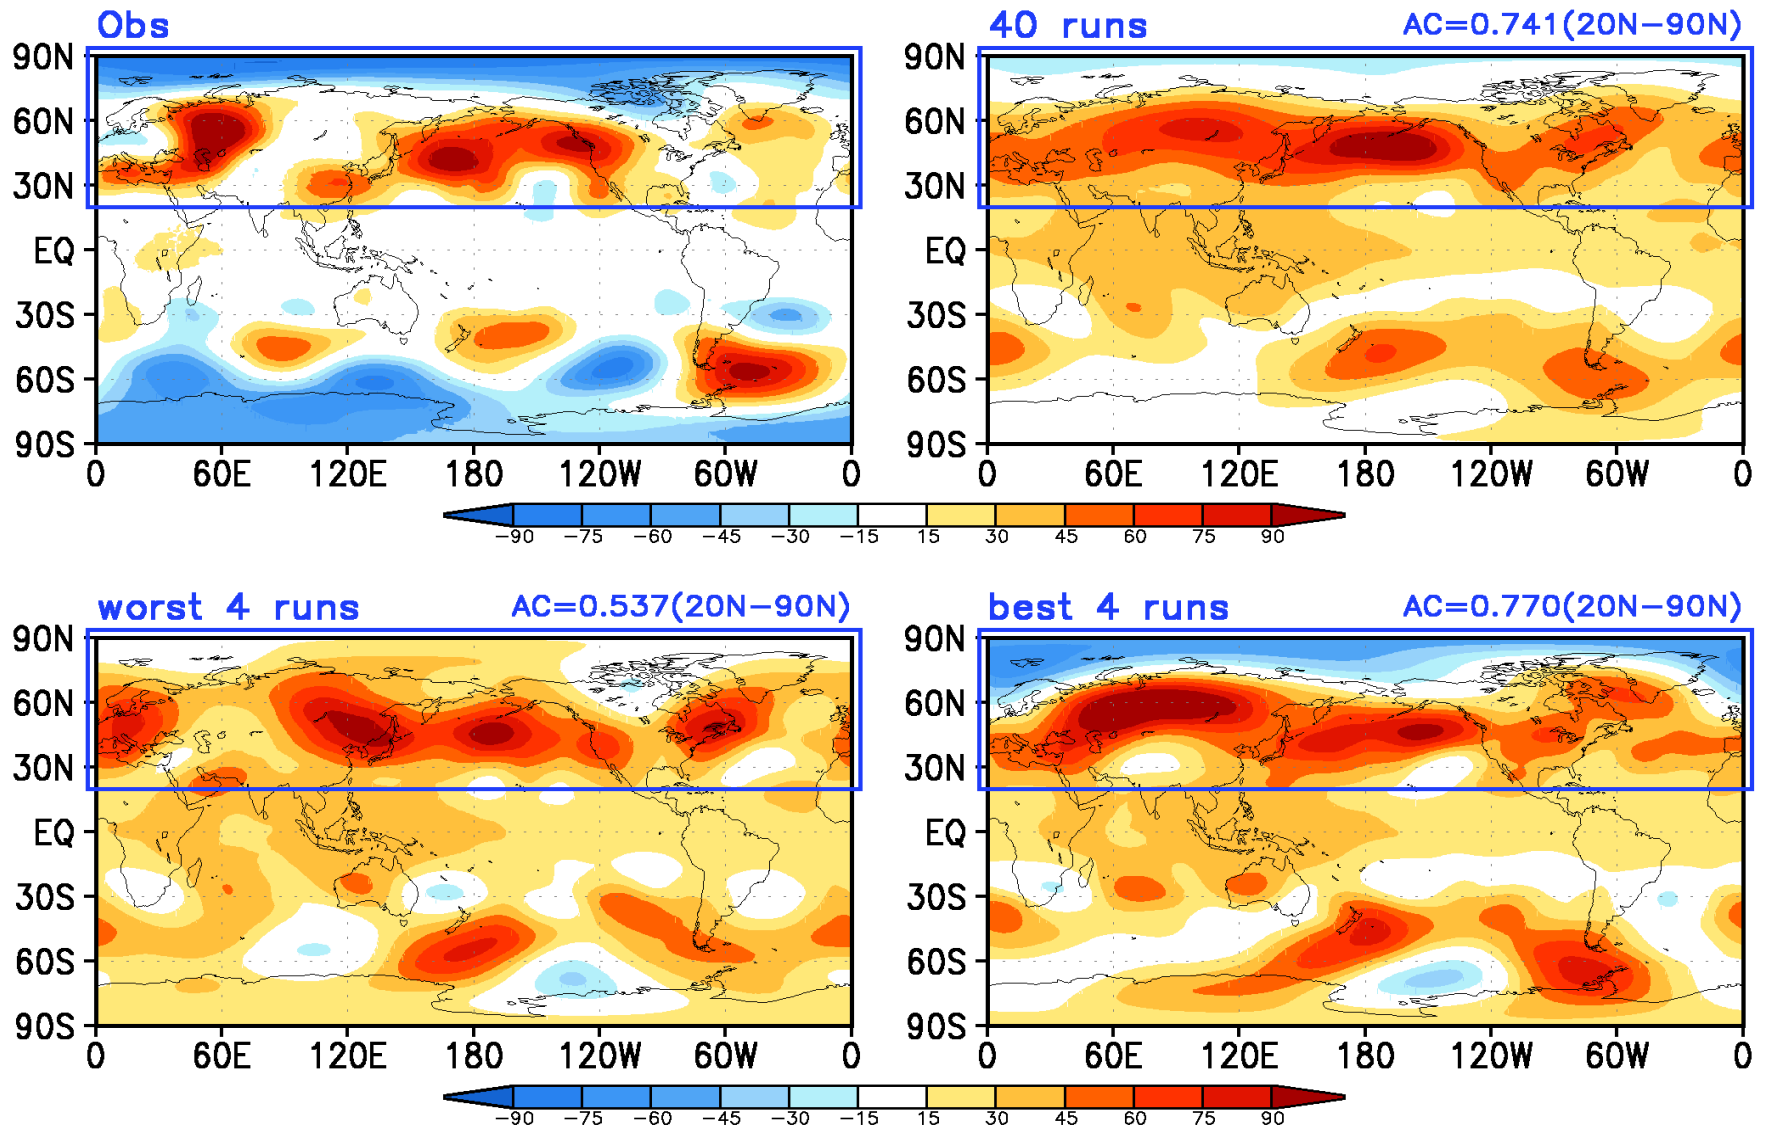 Obs
40 runs AC=0.741(20N−90N)
90N 90N
60N 60N
30N 30N
EQ EQ
30S 30S
60S 60S
90S 90S
0 60E 120E 180 120W 60W 0 0 60E 120E 180 120W 60W 0
−90 −75 −60 −45 −30 −15 15 30 45 60 75 90
worst 4 runs AC=0.537(20N−90N)
best 4 runs AC=0.770(20N−90N)
90N 90N
60N 60N
30N 30N
EQ EQ
30S 30S
60S 60S
90S 90S
0 60E 120E 180 120W 60W 0 0 60E 120E 180 120W 60W 0
−90 −75 −60 −45 −30 −15 15 30 45 60 75 90